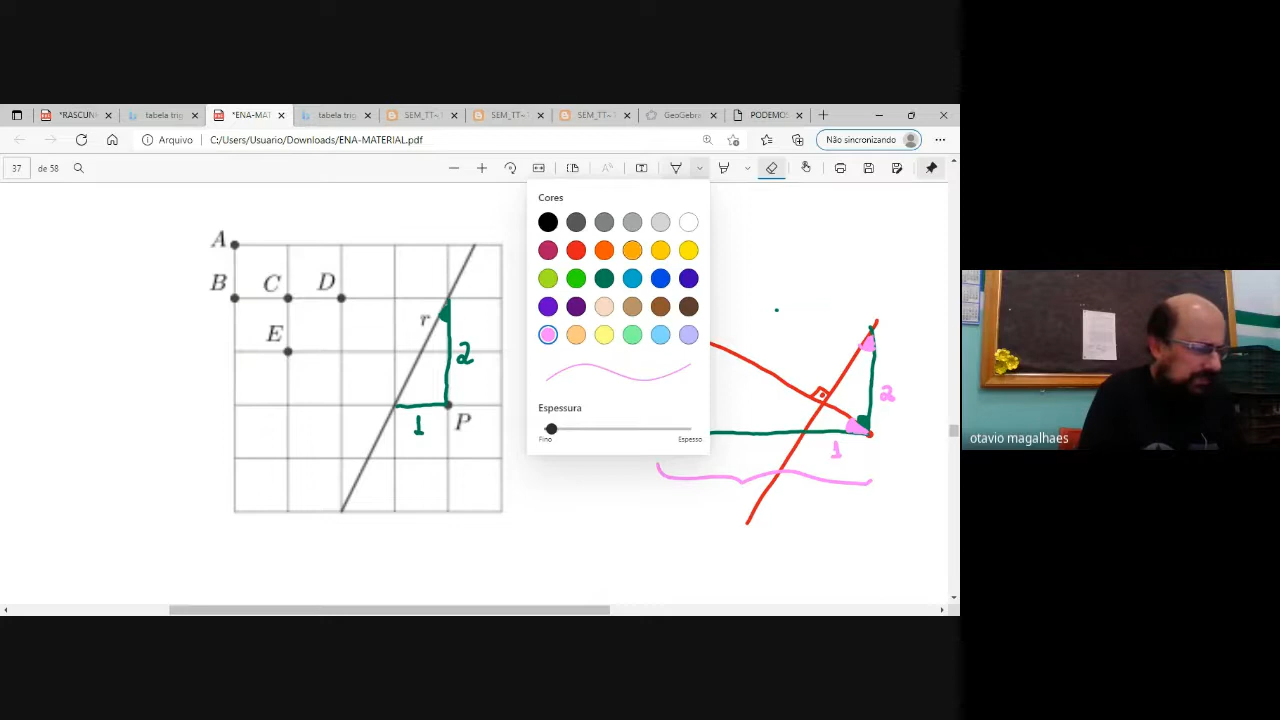 *RASCUN
tabela trig
*ENA-MAT
tabela trig
SEM_TT~
SEM_TT~
SEM_TT~
GeoGebra
PODEMOS
Arquivo C:/Users/Usuario/Downloads/ENA-MATERIAL.pdf
Não sincronizando
37 de 58
Cores
A
B C D
r
E
2
1 P
Espessura
Fino Espesso
2
1
otavio magalhaes